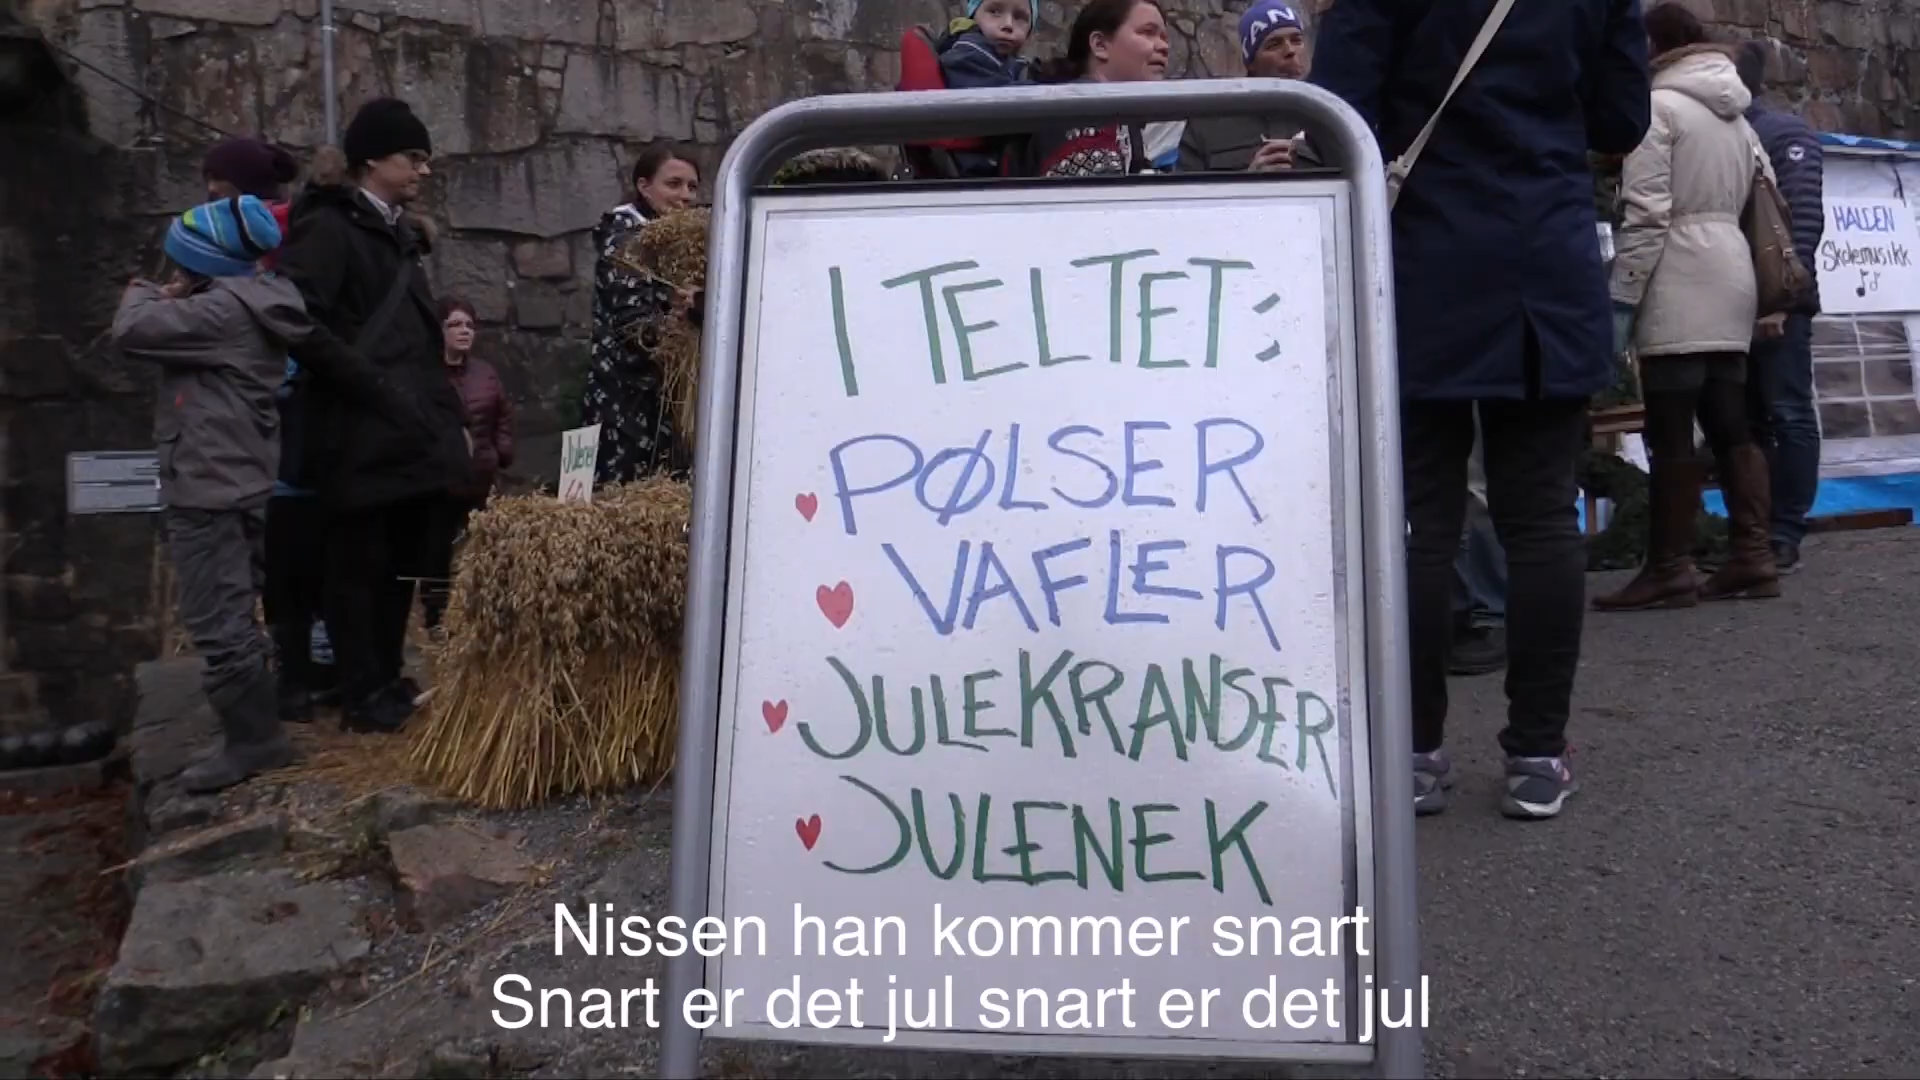 AN
HALDEN
Skolemusikk
I TELTET:
PØLSER
VAFLER
JULEKRANSER
JULENEK
Nissen han kommer snart
Snart er det jul snart er det jul